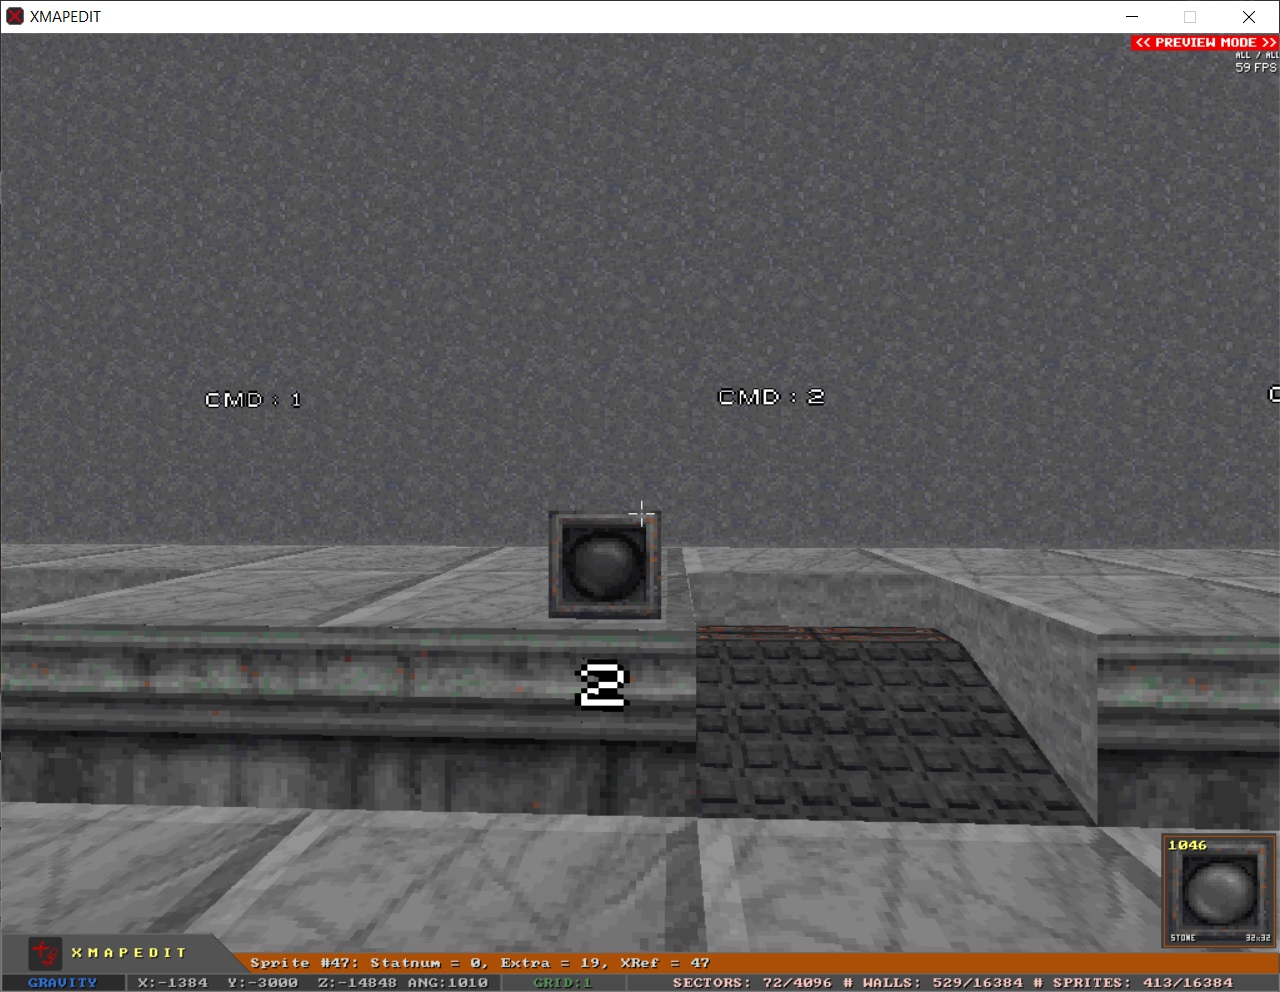 XMAPEDIT
<< PREVIEW MODE >>
ALL / ALL
59 FPS
CMD : 1
CMD : 2
2
1046
STONE 32x32
XMAPEDIT
Sprite #47: Statnum = 0, Extra = 19, XRef = 47
GRAVITY X:-1384 Y:-3000 Z:-14848 ANG:1010 GRID:1 SECTORS: 72/4096 # WALLS: 529/16384 # SPRITES: 413/16384